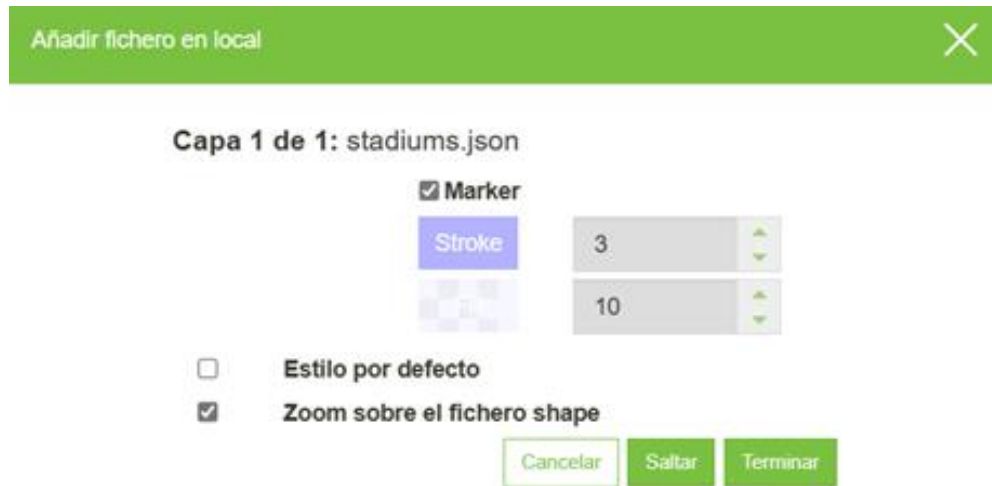 Añadir fichero en local
Capa 1 de 1: stadiums.json
Marker
Stroke 3
10
Estilo por defecto
Zoom sobre el fichero shape
Cancelar Saltar Terminar